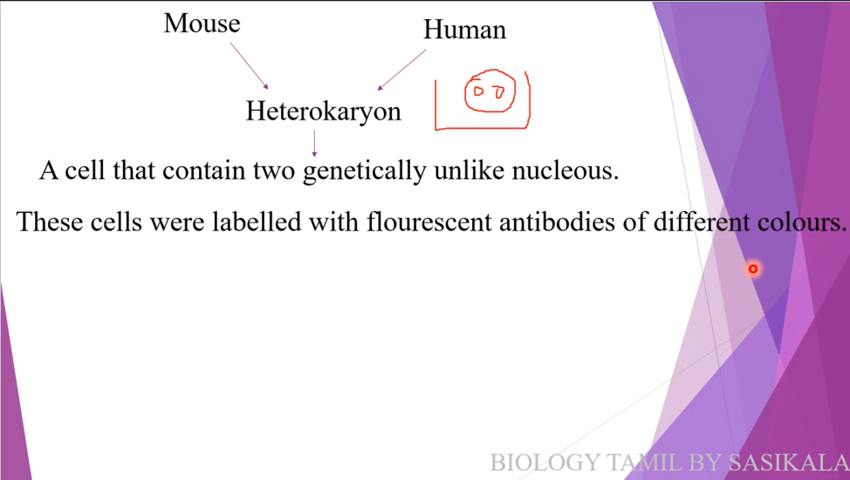 Mouse
Human
Heterokaryon
A cell that contain two genetically unlike nucleous.
These cells were labelled with flourescent antibodies of different colours.
BIOLOGY TAMIL BY SASIKALA